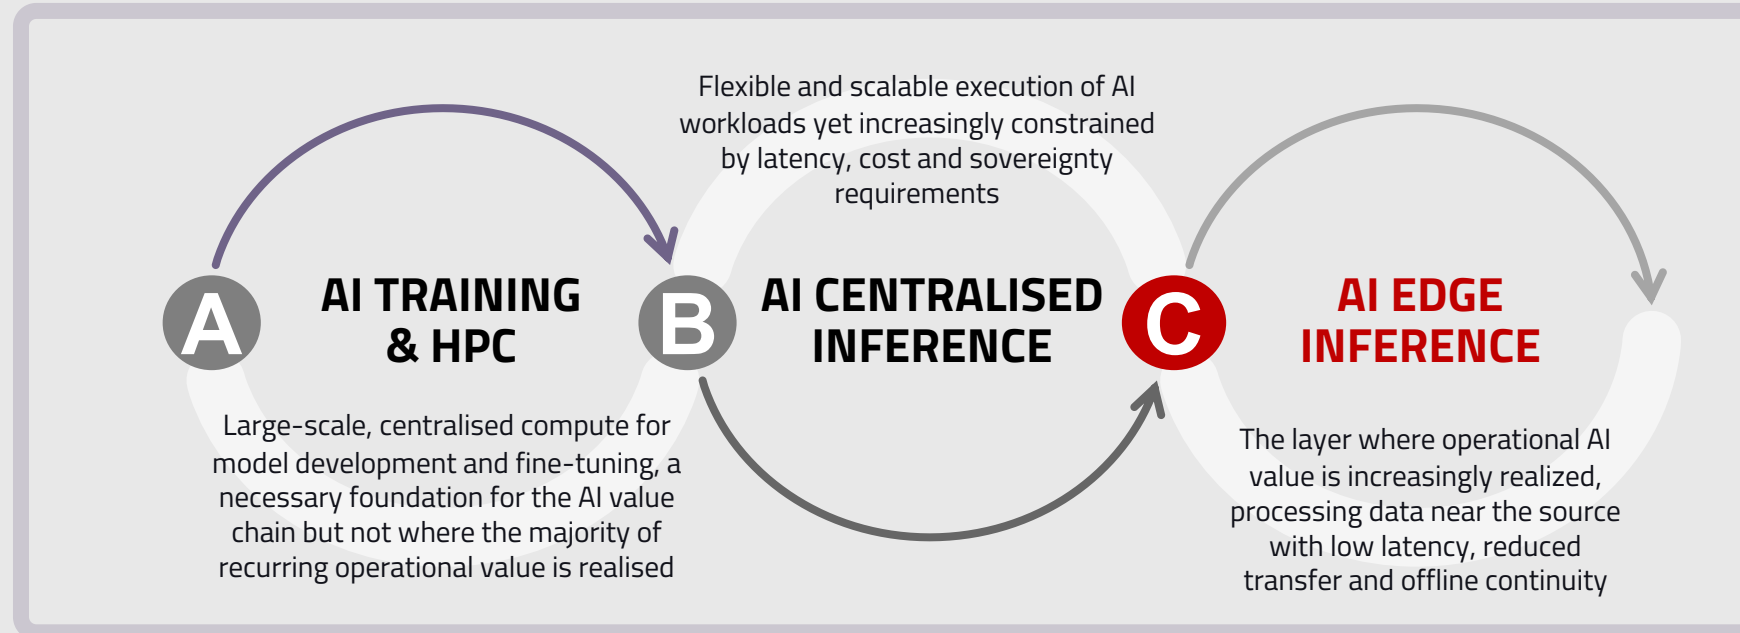 A
AI TRAINING
& HPC
Large-scale, centralised compute for
model development and fine-tuning, a
necessary foundation for the AI value
chain but not where the majority of
recurring operational value is realised
B
Flexible and scalable execution of AI
workloads yet increasingly constrained
by latency, cost and sovereignty
requirements
AI CENTRALISED
INFERENCE
C
AI EDGE
INFERENCE
The layer where operational AI
value is increasingly realized,
processing data near the source
with low latency, reduced
transfer and offline continuity